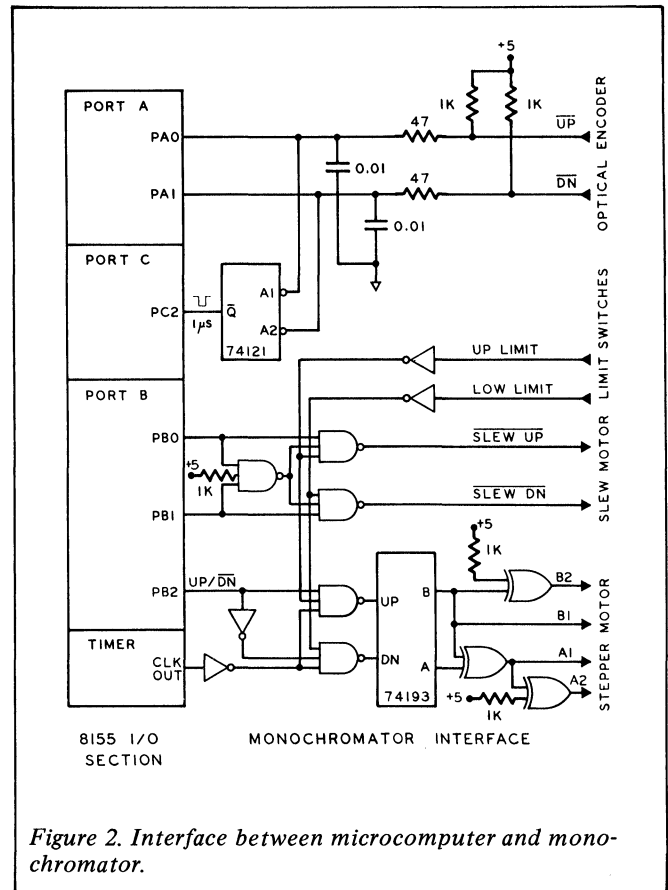 +5
PORT A
1K
1K
PA0
47
UP
0.01
47
PA1
DN
0.01
OPTICAL ENCODER
PORT C
A1
PC2
1μs
Q
A2
74121
UP LIMIT
LOW LIMIT
LIMIT SWITCHES
PORT B
PB0
SLEW UP
+5
1K
PB1
SLEW DN
SLEW MOTOR
+5
1K
PB2
UP/DN
UP
B
B2
B1
TIMER
CLK
OUT
DN
A
A1
A2
74193
+5
1K
STEPPER MOTOR
8155 I/O
SECTION
MONOCHROMATOR INTERFACE
Figure 2. Interface between microcomputer and mono-
chromator.